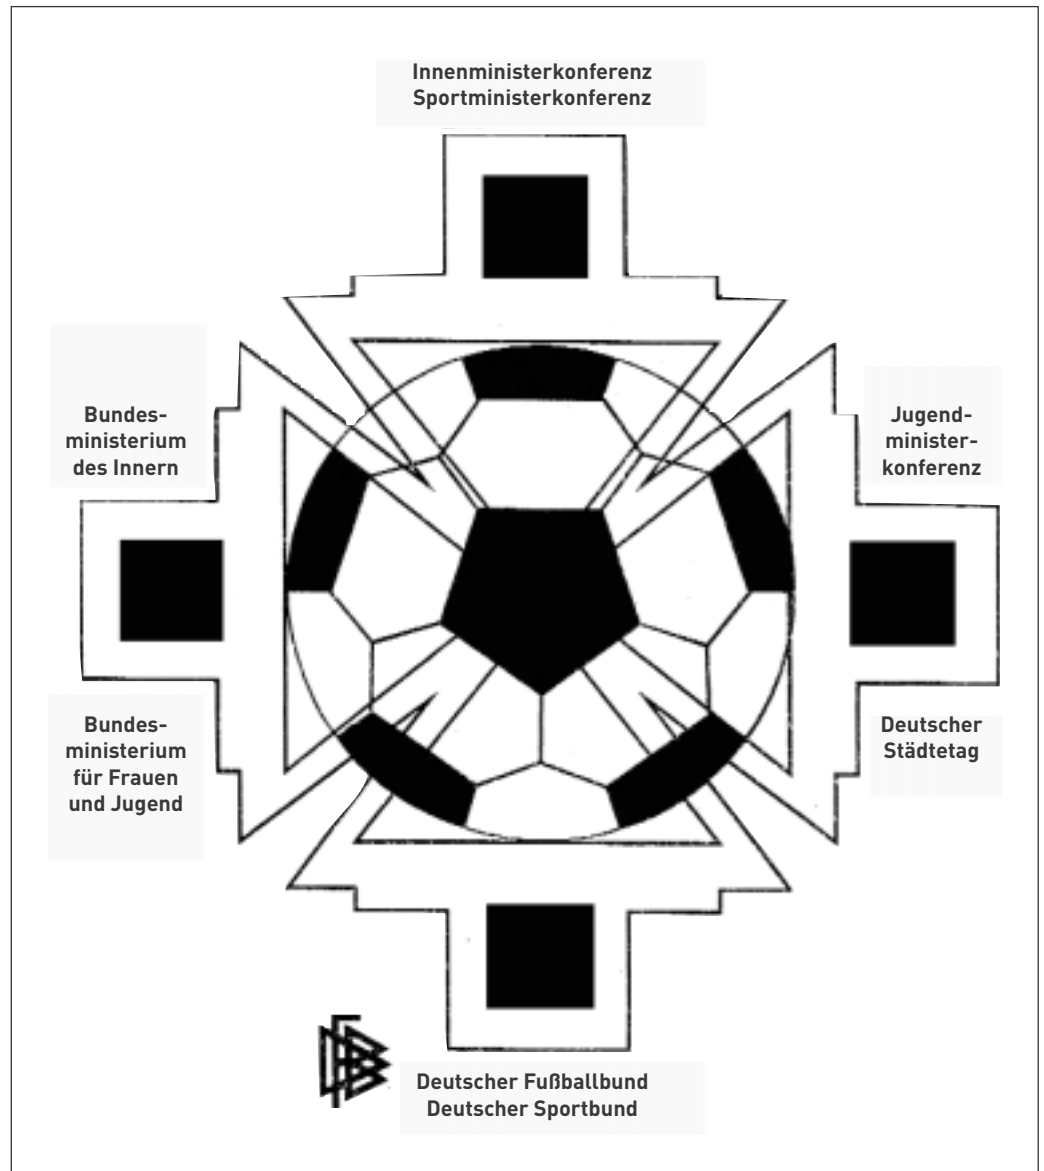 Innenministerkonferenz
Sportministerkonferenz
Bundes-
ministerium
des Innern
Jugend-
minister-
konferenz
Bundes-
ministerium
für Frauen
und Jugend
Deutscher
Städtetag
Deutscher Fußballbund
Deutscher Sportbund